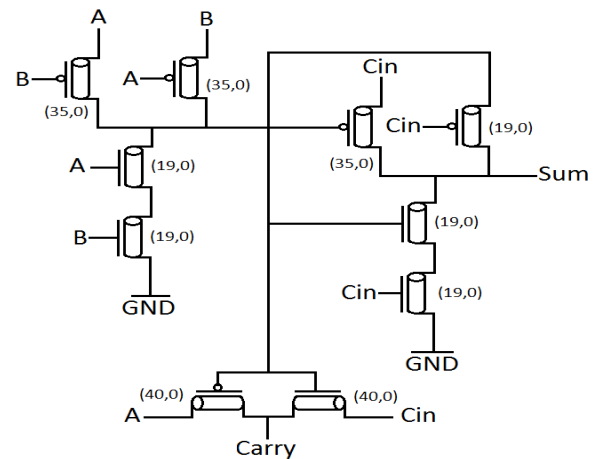 A
B
B
A
(35,0)
(35,0)
Cin
Cin
(19,0)
(35,0)
A
(19,0)
Sum
B
(19,0)
(19,0)
Cin
(19,0)
GND
GND
(40,0)
(40,0)
A
Cin
Carry